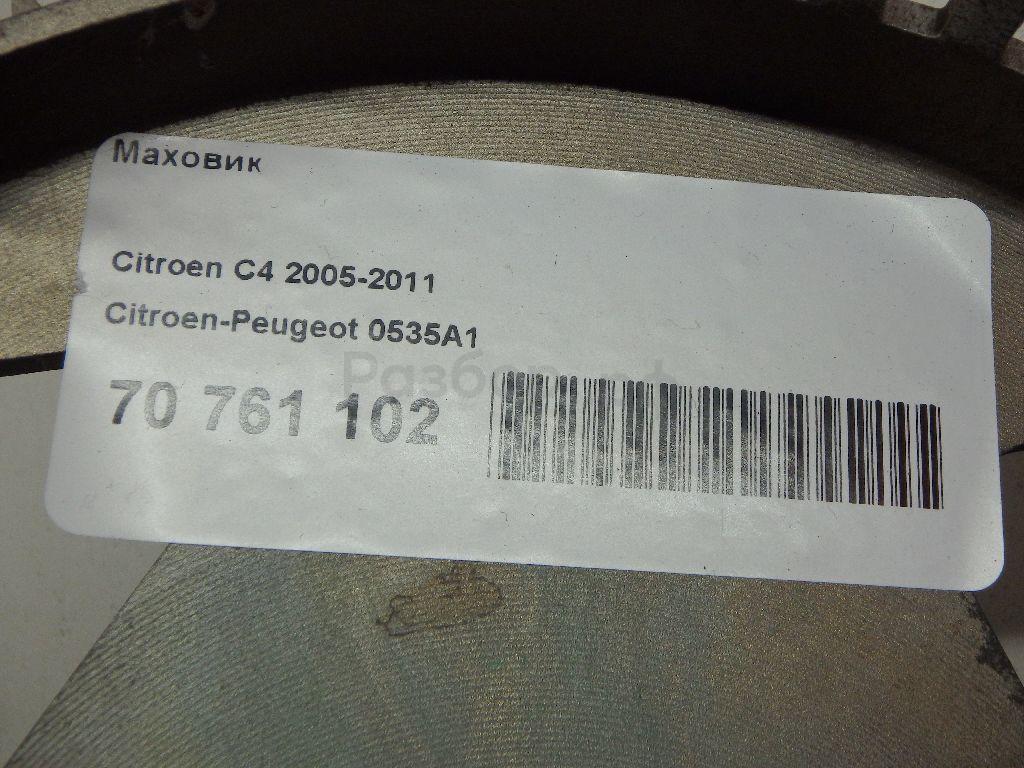 Маховик
Citroen C4 2005-2011
Citroen-Peugeot 0535A1
70 761 102